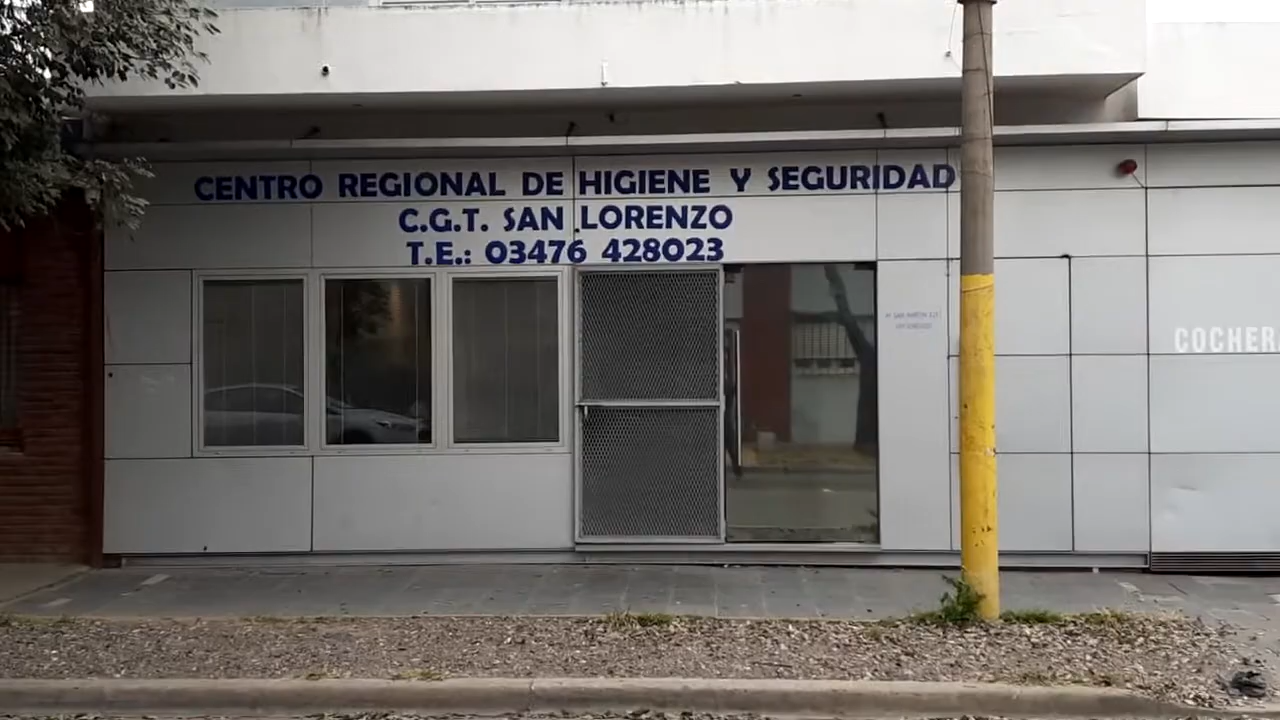 CENTRO REGIONAL DE HIGIENE Y SEGURIDAD
C.G.T. SAN LORENZO
T.E.: 03476 428023
COCHERA